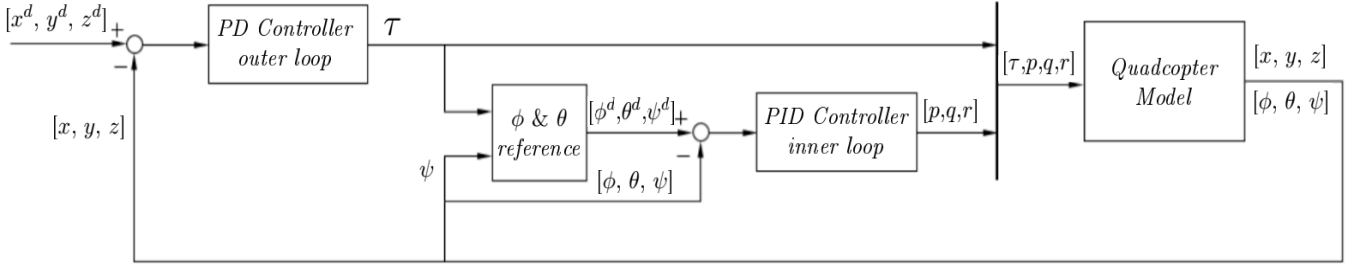 [x^d, y^d, z^d]
+
−
[x, y, z]
PD Controller
outer loop
τ
ψ
ϕ & θ
reference
[ϕ^d,θ^d,ψ^d]
+
−
[ϕ, θ, ψ]
PID Controller
inner loop
[p,q,r]
[τ,p,q,r]
Quadcopter
Model
[x, y, z]
[ϕ, θ, ψ]